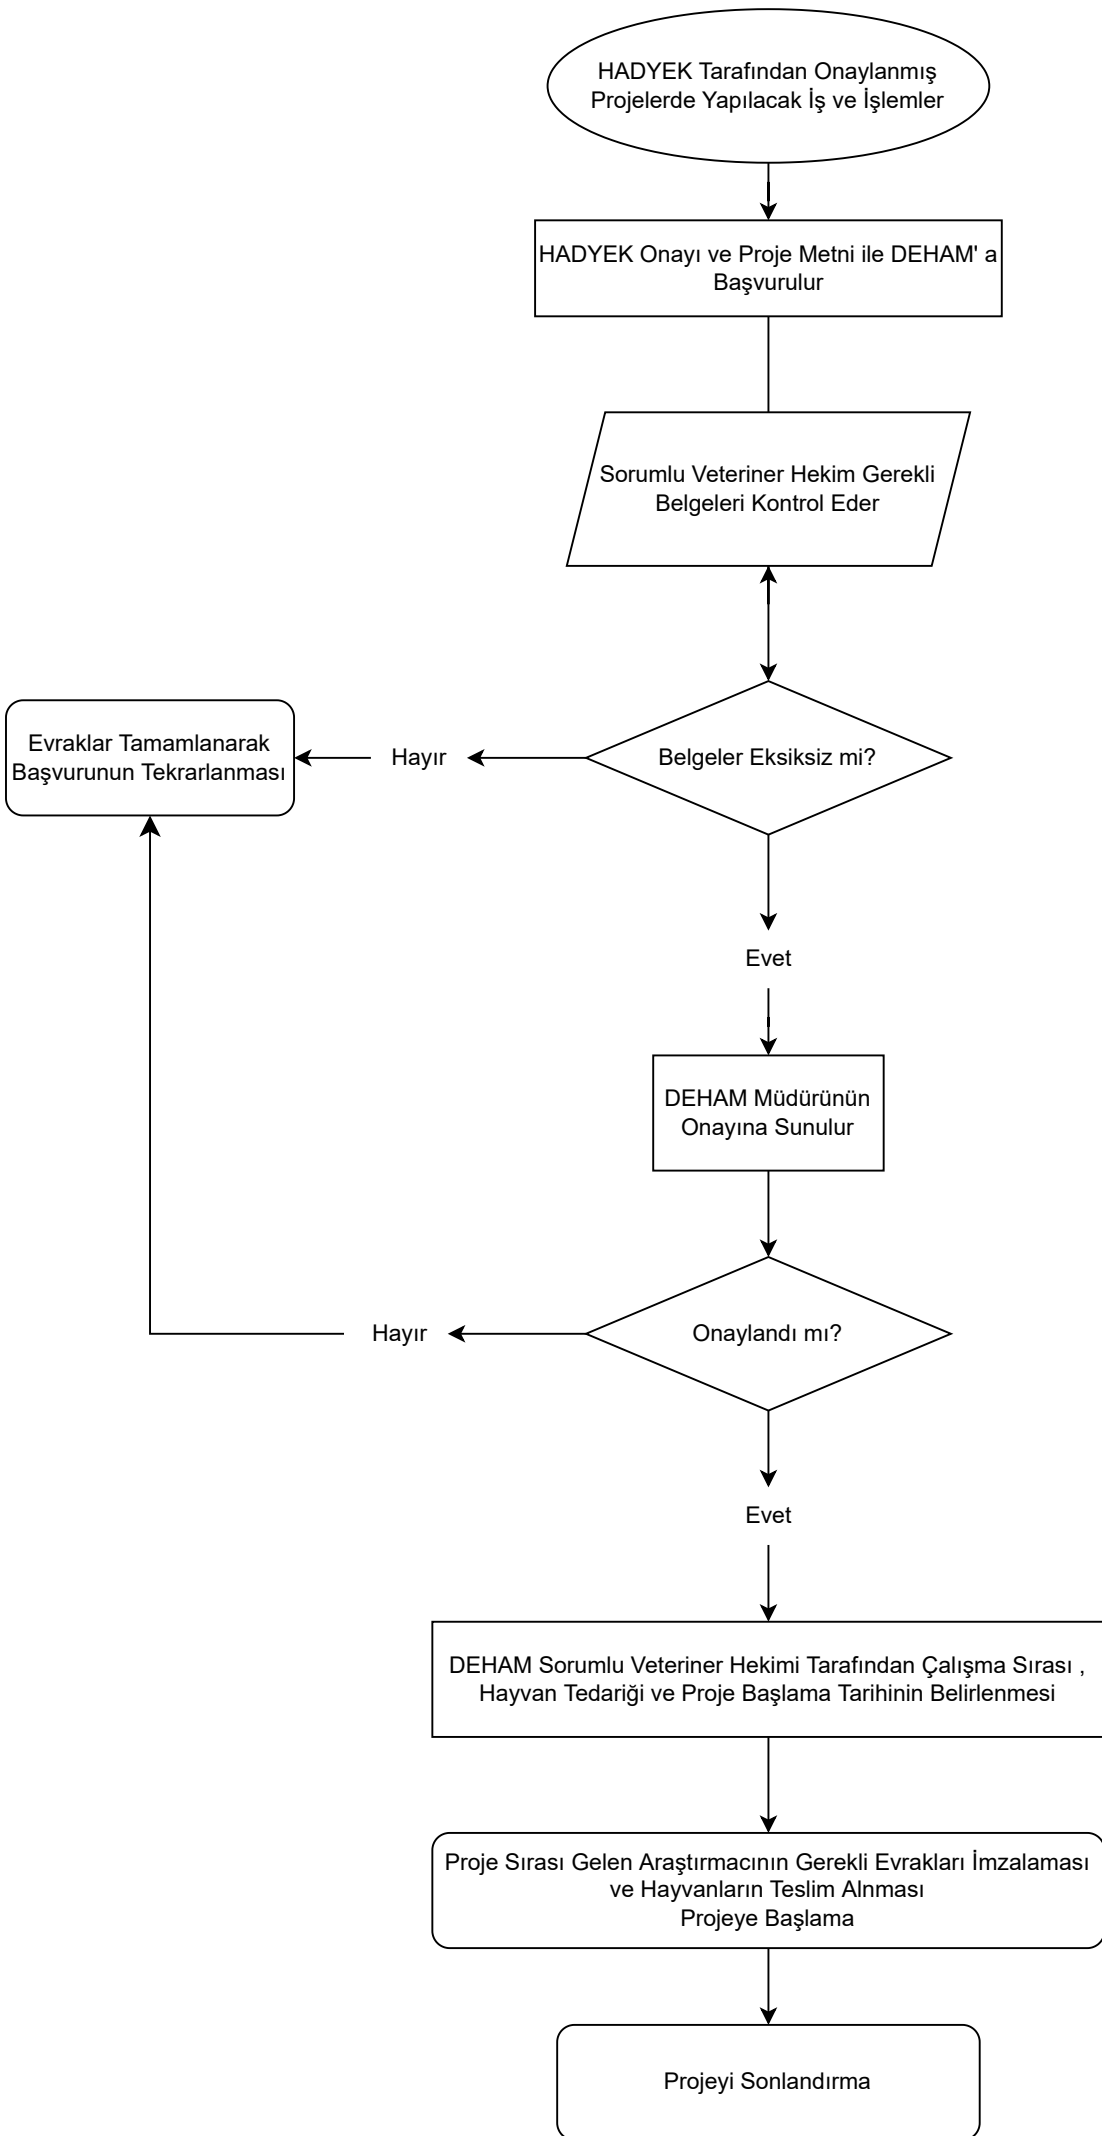 HADYEK Tarafından Onaylanmış
Projelerde Yapılacak İş ve İşlemler
HADYEK Onayı ve Proje Metni ile DEHAM' a
Başvurulur
Sorumlu Veteriner Hekim Gerekli
Belgeleri Kontrol Eder
Belgeler Eksiksiz mi?
Hayır
Evraklar Tamamlanarak
Başvurunun Tekrarlanması
Evet
DEHAM Müdürünün
Onayına Sunulur
Onaylandı mı?
Hayır
Evet
DEHAM Sorumlu Veteriner Hekimi Tarafından Çalışma Sırası ,
Hayvan Tedariği ve Proje Başlama Tarihinin Belirlenmesi
Proje Sırası Gelen Araştırmacının Gerekli Evrakları İmzalaması
ve Hayvanların Teslim Alnması
Projeye Başlama
Projeyi Sonlandırma